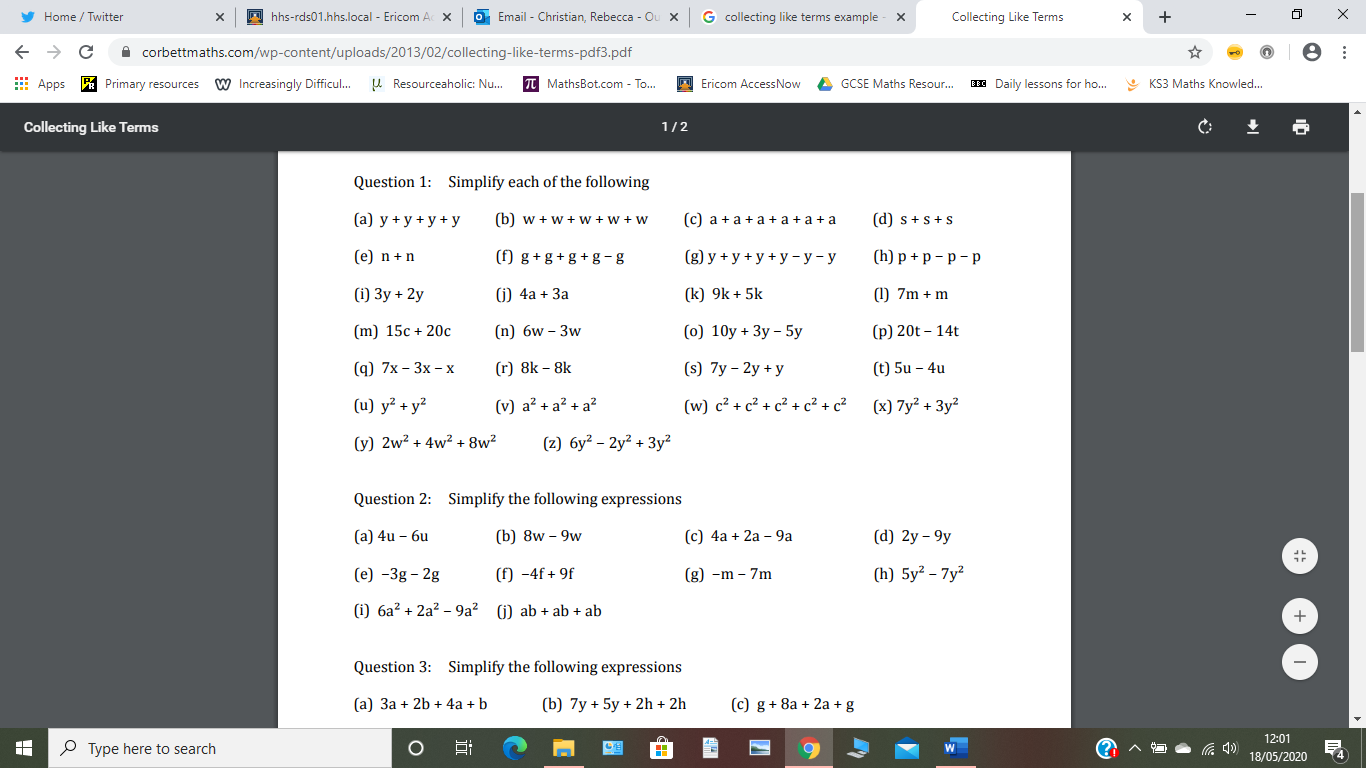 Home / Twitter
hhs-rds01.hhs.local - Ericom Ac
Email - Christian, Rebecca - Ou
collecting like terms example -
Collecting Like Terms
corbettmaths.com/wp-content/uploads/2013/02/collecting-like-terms-pdf3.pdf
Apps Primary resources Increasingly Difficul... Resourceaholic: Nu... MathsBot.com - To... Ericom AccessNow GCSE Maths Resour... BBC Daily lessons for ho... KS3 Maths Knowled...
Collecting Like Terms 1 / 2
Question 1: Simplify each of the following
(a) y + y + y + y (b) w + w + w + w + w (c) a + a + a + a + a + a (d) s + s + s
(e) n + n (f) g + g + g + g – g (g) y + y + y + y – y – y (h) p + p – p – p
(i) 3y + 2y (j) 4a + 3a (k) 9k + 5k (l) 7m + m
(m) 15c + 20c (n) 6w – 3w (o) 10y + 3y – 5y (p) 20t – 14t
(q) 7x – 3x – x (r) 8k – 8k (s) 7y – 2y + y (t) 5u – 4u
(u) y² + y² (v) a² + a² + a² (w) c² + c² + c² + c² + c² (x) 7y² + 3y²
(y) 2w² + 4w² + 8w² (z) 6y² – 2y² + 3y²
Question 2: Simplify the following expressions
(a) 4u – 6u (b) 8w – 9w (c) 4a + 2a – 9a (d) 2y – 9y
(e) –3g – 2g (f) –4f + 9f (g) –m – 7m (h) 5y² – 7y²
(i) 6a² + 2a² – 9a² (j) ab + ab + ab
Question 3: Simplify the following expressions
(a) 3a + 2b + 4a + b (b) 7y + 5y + 2h + 2h (c) g + 8a + 2a + g
Type here to search
12:01
18/05/2020
4